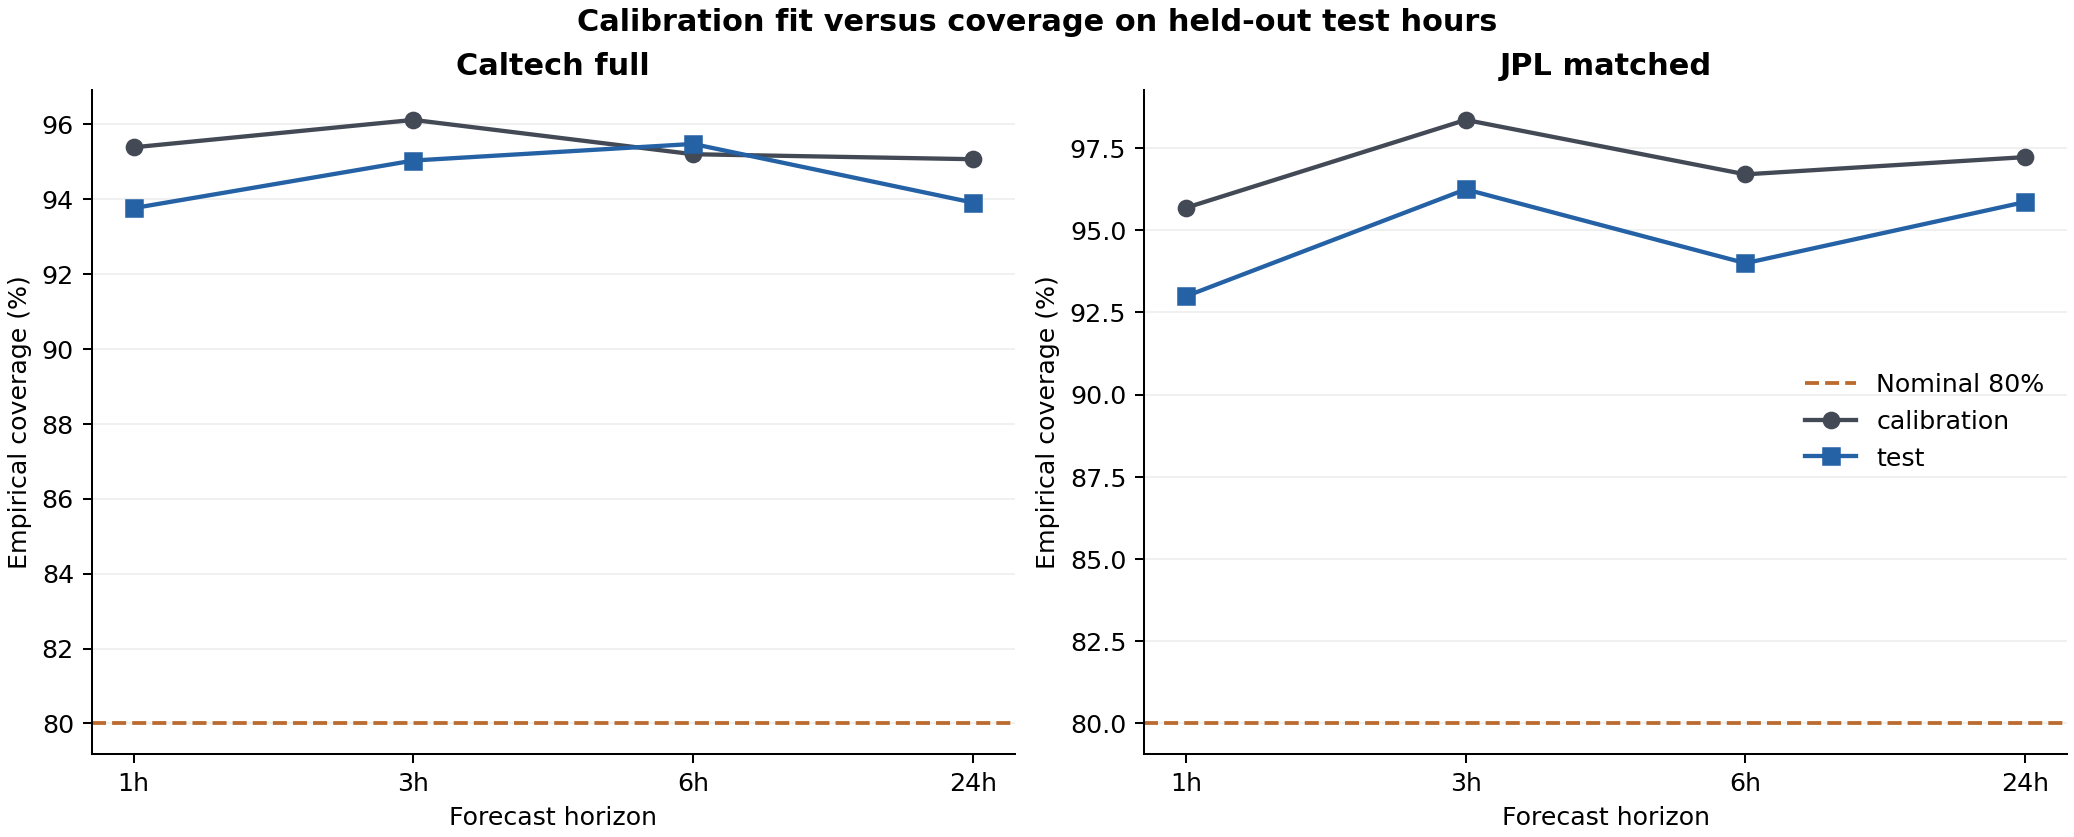 Calibration fit versus coverage on held-out test hours
Caltech full
Empirical coverage (%)
96
94
92
90
88
86
84
82
80
1h
3h
6h
24h
Forecast horizon
JPL matched
Empirical coverage (%)
97.5
95.0
92.5
90.0
87.5
85.0
82.5
80.0
Nominal 80%
calibration
test
1h
3h
6h
24h
Forecast horizon